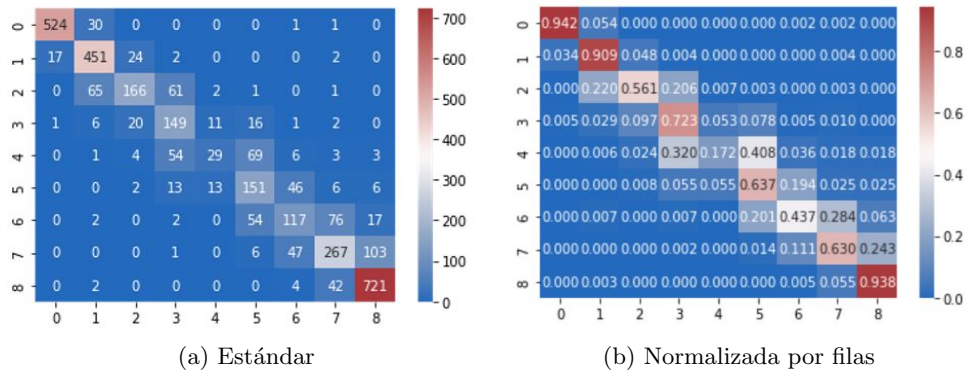 0 524 30 0 0 0 0 1 1 0
1 17 451 24 2 0 0 0 2 0
2 0 65 166 61 2 1 0 1 0
3 1 6 20 149 11 16 1 2 0
4 0 1 4 54 29 69 6 3 3
5 0 0 2 13 13 151 46 6 6
6 0 2 0 2 0 54 117 76 17
7 0 0 0 1 0 6 47 267 103
8 0 2 0 0 0 0 4 42 721
0 1 2 3 4 5 6 7 8
700
600
500
400
300
200
100
0
(a) Estándar
0 0.942 0.054 0.000 0.000 0.000 0.000 0.002 0.002 0.000
1 0.034 0.909 0.048 0.004 0.000 0.000 0.000 0.004 0.000
2 0.000 0.220 0.561 0.206 0.007 0.003 0.000 0.003 0.000
3 0.005 0.029 0.097 0.723 0.053 0.078 0.005 0.010 0.000
4 0.000 0.006 0.024 0.320 0.172 0.408 0.036 0.018 0.018
5 0.000 0.000 0.008 0.055 0.055 0.637 0.194 0.025 0.025
6 0.000 0.007 0.000 0.007 0.000 0.201 0.437 0.284 0.063
7 0.000 0.000 0.000 0.002 0.000 0.014 0.111 0.630 0.243
8 0.000 0.003 0.000 0.000 0.000 0.000 0.005 0.055 0.938
0 1 2 3 4 5 6 7 8
0.8
0.6
0.4
0.2
0.0
(b) Normalizada por filas